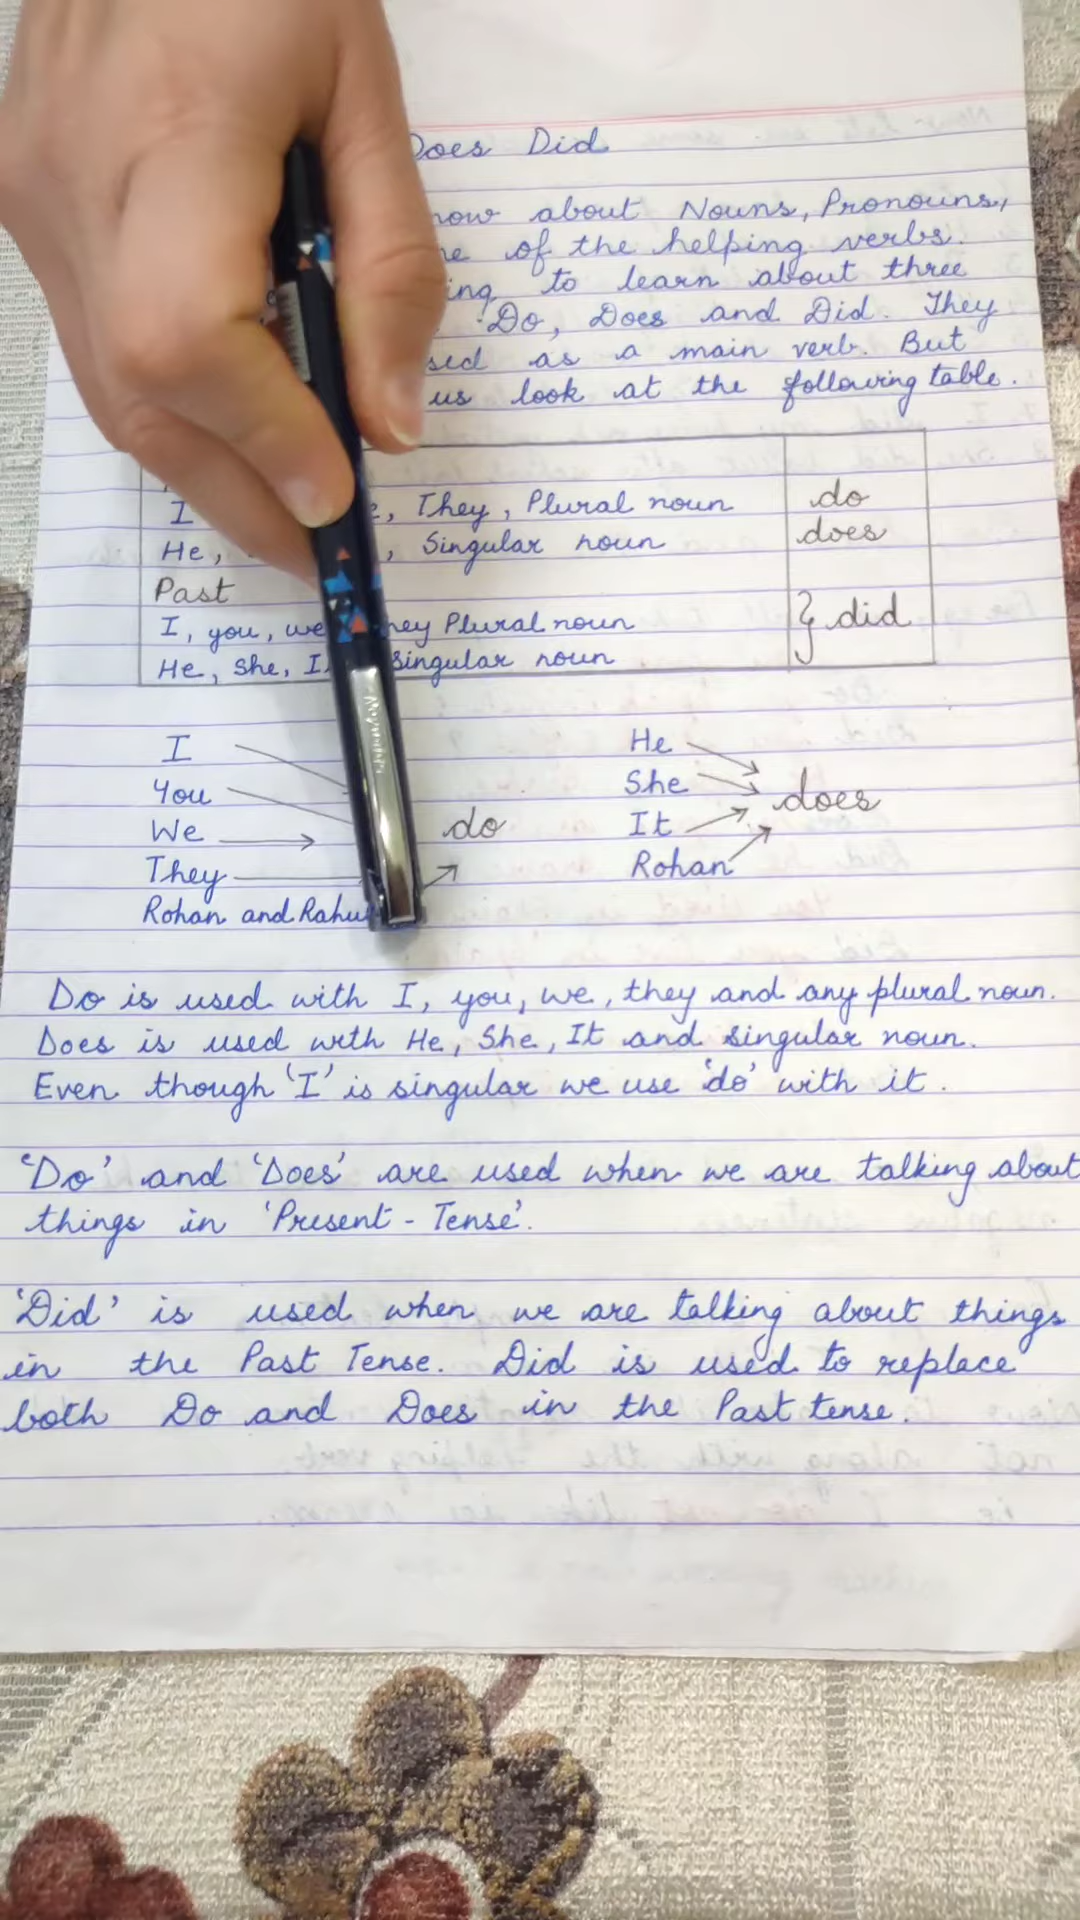 Does Did
about Nouns, Pronouns,
of the helping verbs.
to learn about three
Do, Does and Did. They
as a main verb. But
us look at the following table.
I , They, Plural noun do
He, , Singular noun does
Past
I, you, we Plural noun } did
He, She, Singular noun
I
You
We
They
Rohan and
do
He
She
It
Rohan
does
Do is used with I, you, we, they and any plural noun.
Does is used with He, She, It and singular noun.
Even though 'I' is singular we use 'do' with it.
'Do' and 'Does' are used when we are talking about
things in 'Present - Tense'.
'Did' is used when we are talking about things
in the Past Tense. Did is used to replace
both Do and Does in the Past tense.